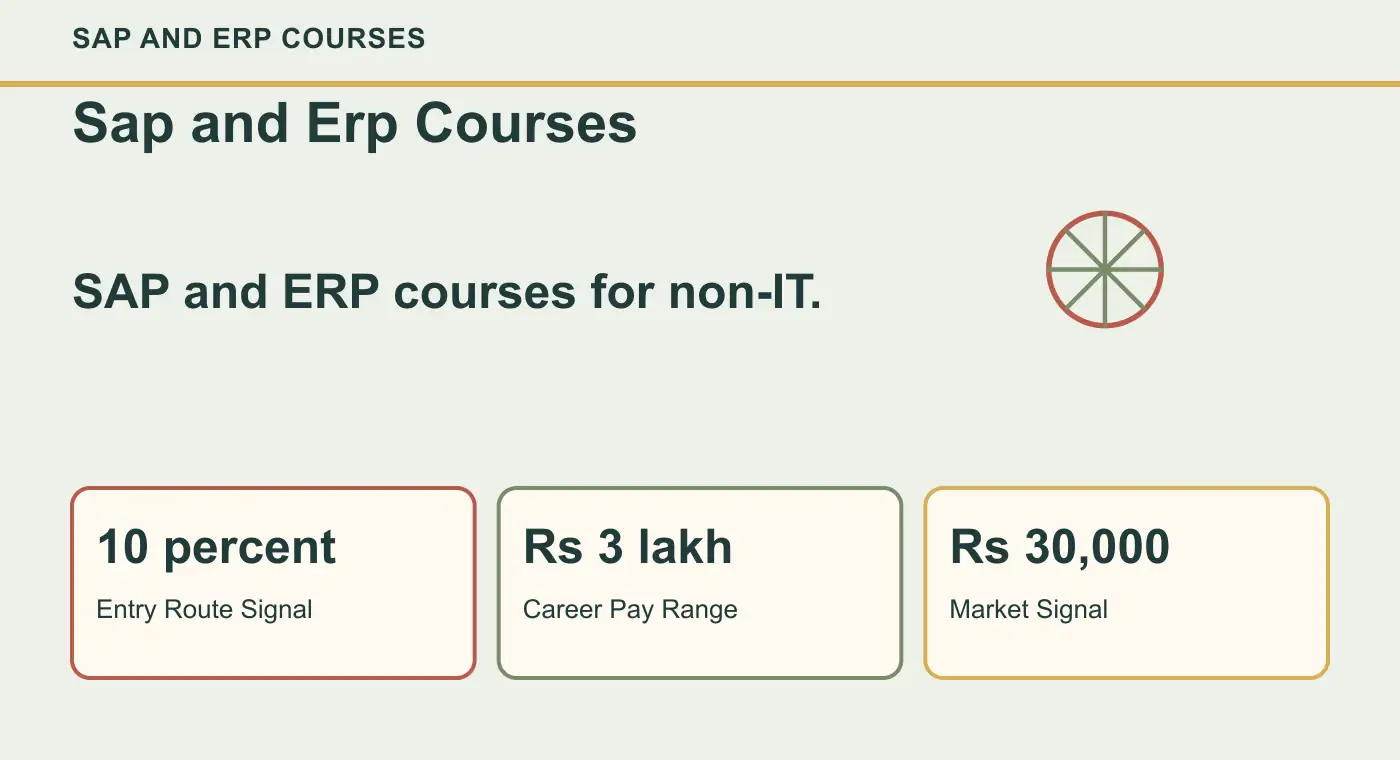 SAP AND ERP COURSES
Sap and Erp Courses
SAP and ERP courses for non-IT.
10 percent
Entry Route Signal
Rs 3 lakh
Career Pay Range
Rs 30,000
Market Signal